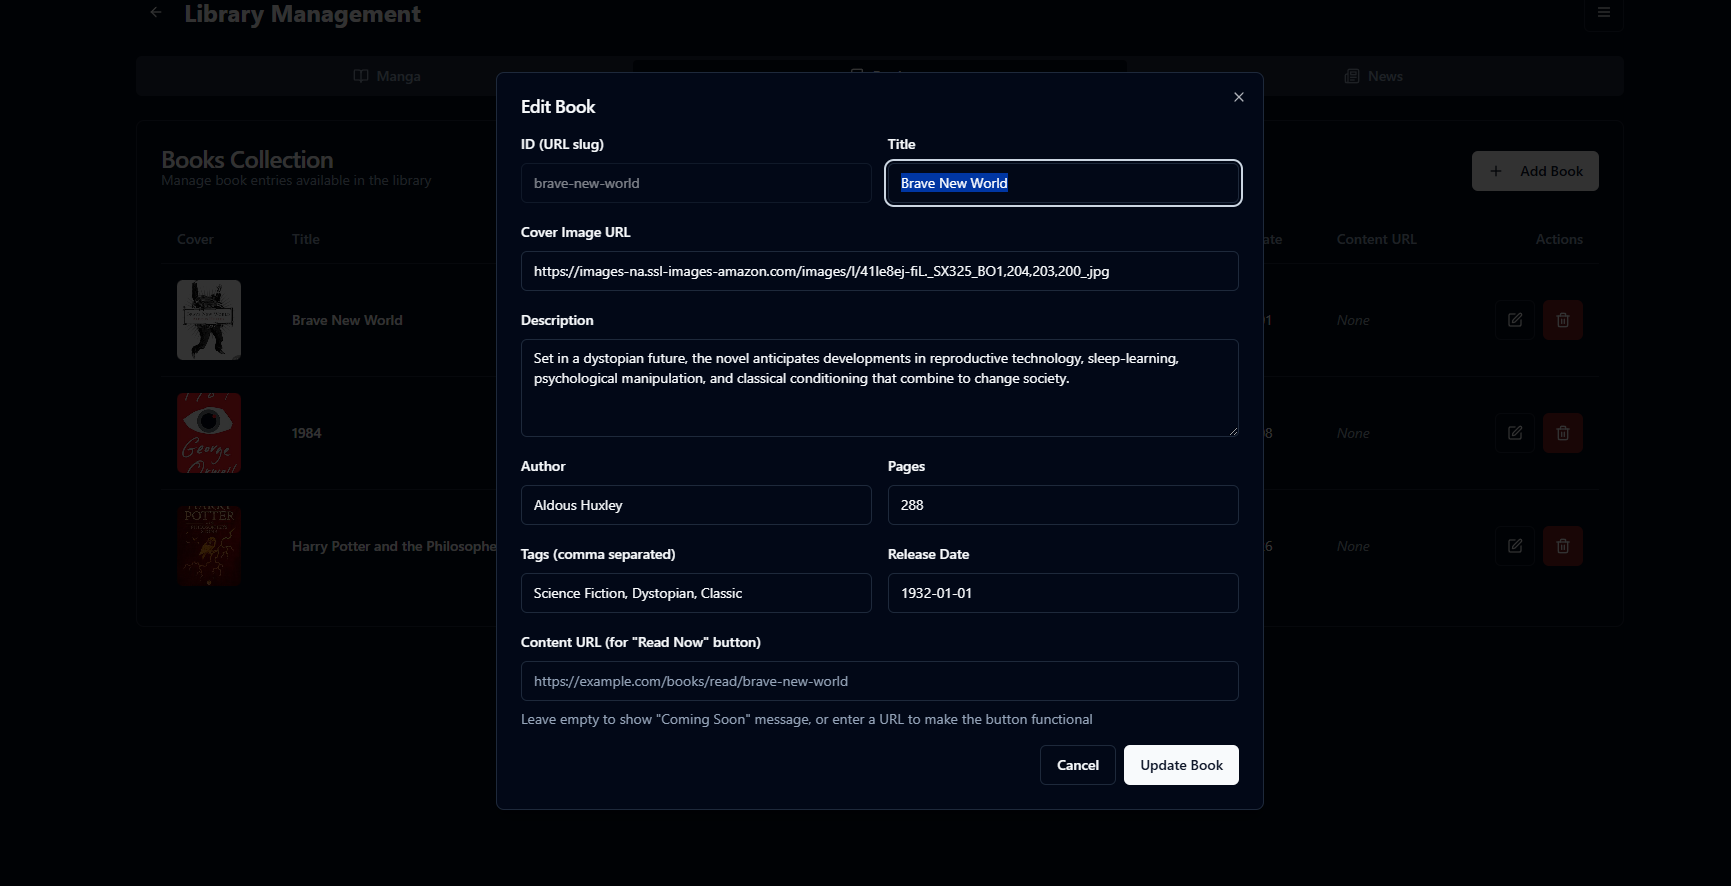 Library Management
Manga
News
Edit Book
ID (URL slug)
Title
brave-new-world
Brave New World
Cover Image URL
https://images-na.ssl-images-amazon.com/images/I/41le8ej-fiL._SX325_BO1,204,203,200_.jpg
Description
Set in a dystopian future, the novel anticipates developments in reproductive technology, sleep-learning,
psychological manipulation, and classical conditioning that combine to change society.
Author
Pages
Aldous Huxley
288
Tags (comma separated)
Release Date
Science Fiction, Dystopian, Classic
1932-01-01
Content URL (for "Read Now" button)
https://example.com/books/read/brave-new-world
Leave empty to show "Coming Soon" message, or enter a URL to make the button functional
Cancel
Update Book
Books Collection
Manage book entries available in the library
Add Book
Cover
Title
Content URL
Actions
Brave New World
None
George
1984
None
HARRY
POTTER
Harry Potter and the Philosophe
None